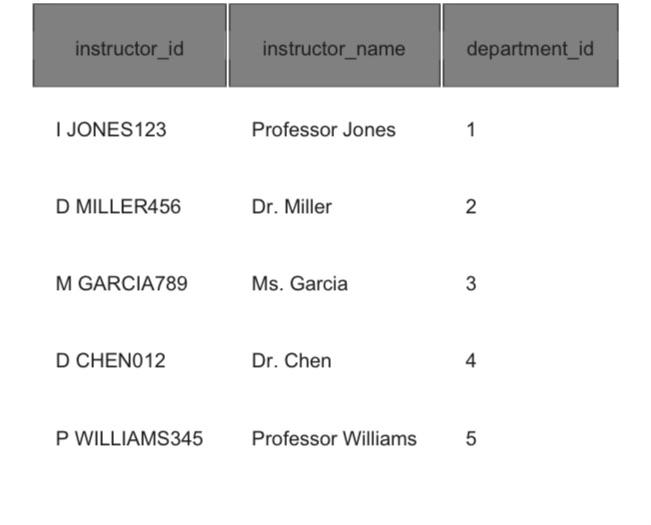 instructor_id instructor_name department_id
I JONES123 Professor Jones 1
D MILLER456 Dr. Miller 2
M GARCIA789 Ms. Garcia 3
D CHEN012 Dr. Chen 4
P WILLIAMS345 Professor Williams 5